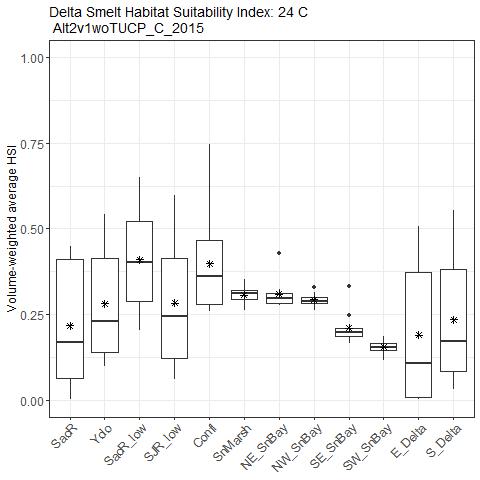 Delta Smelt Habitat Suitability Index: 24 C
Alt2v1woTUCP_C_2015
Volume-weighted average HSI
1.00
0.75
0.50
0.25
0.00
SacR
Ydo
SacR_low
SJR_low
Confl
SnMarsh
NE_SnBay
NW_SnBay
SE_SnBay
SW_SnBay
E_Delta
S_Delta